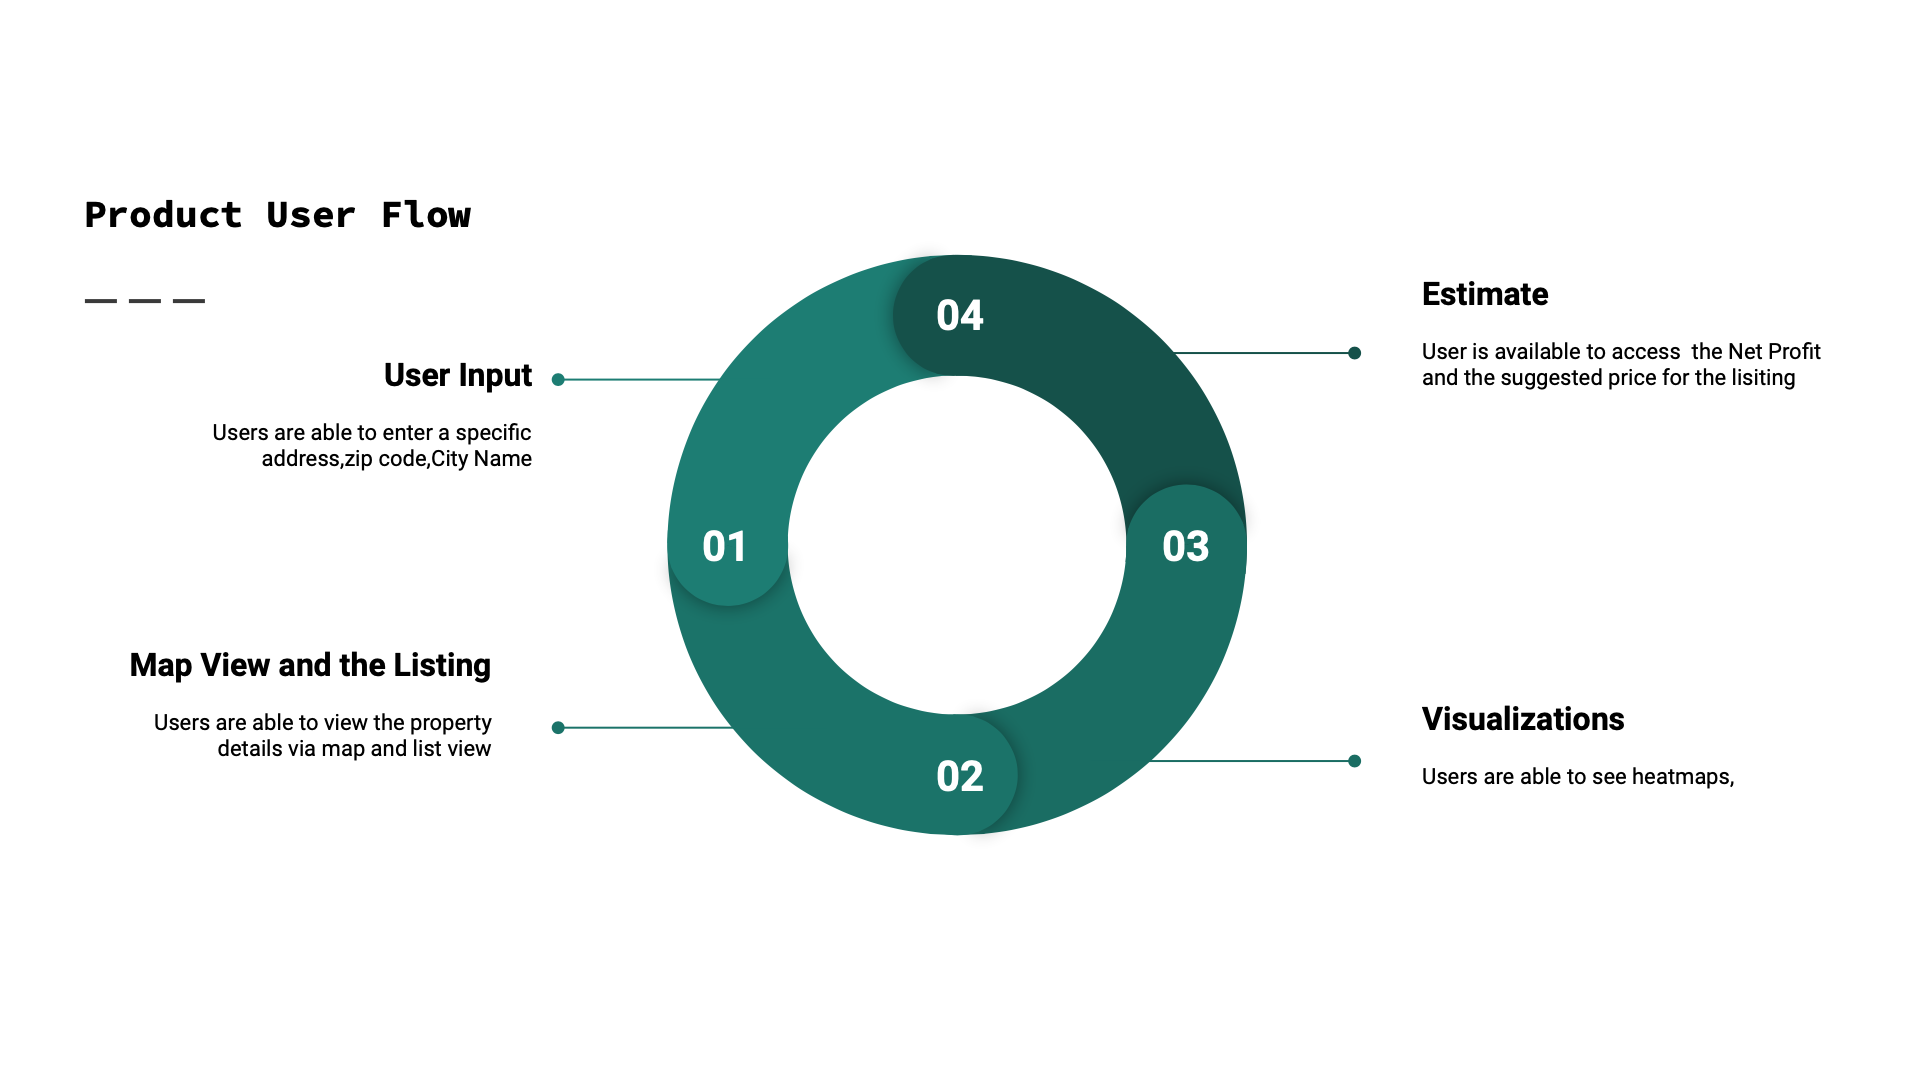 Product User Flow
User Input
Users are able to enter a specific
address,zip code,City Name
01
Map View and the Listing
Users are able to view the property
details via map and list view
02
03
Visualizations
Users are able to see heatmaps,
04
Estimate
User is available to access  the Net Profit
and the suggested price for the lisiting